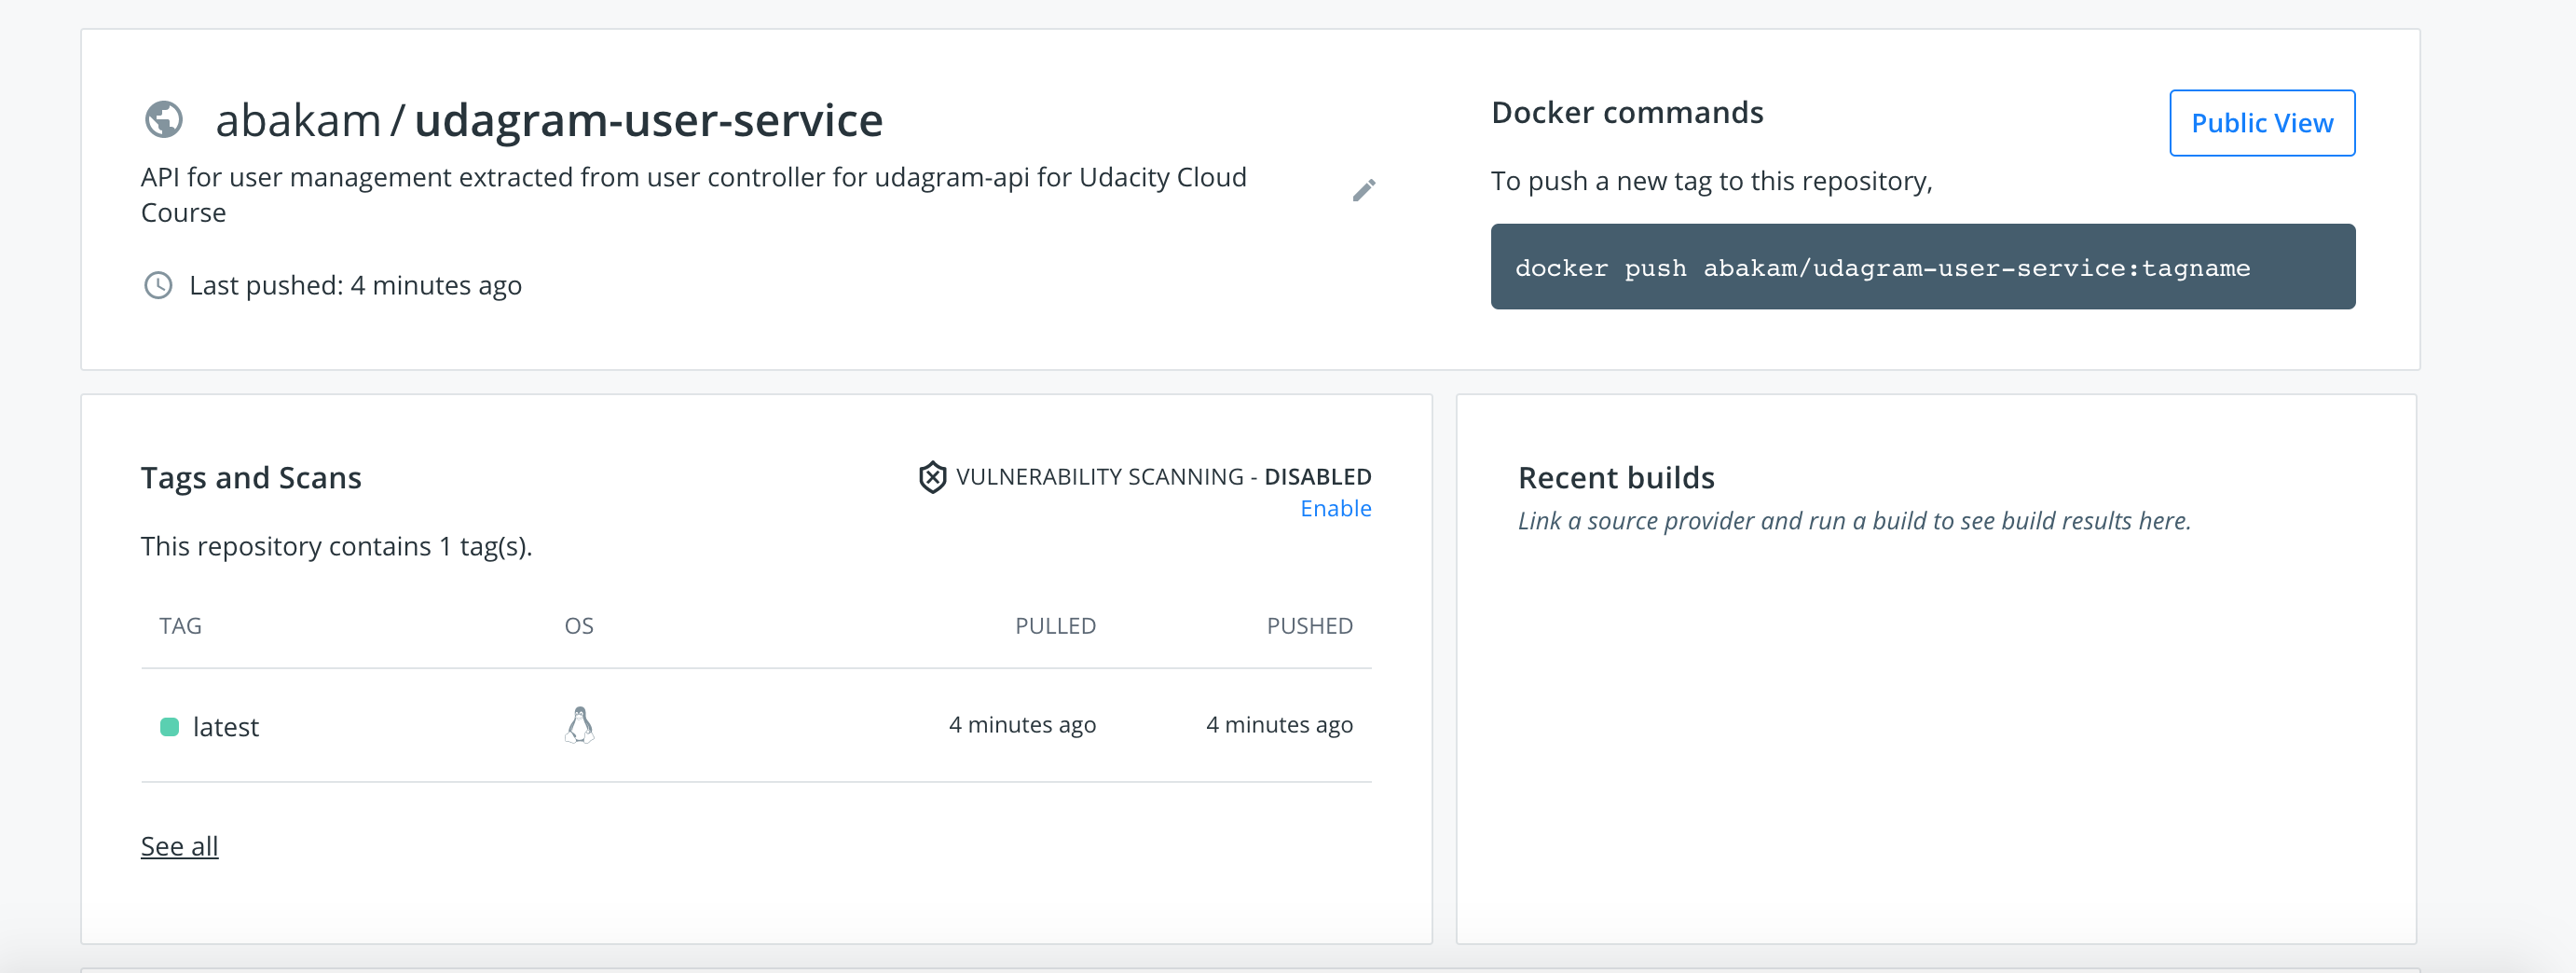 abakam / udagram-user-service
API for user management extracted from user controller for udagram-api for Udacity Cloud
Course
Last pushed: 4 minutes ago
Docker commands
Public View
To push a new tag to this repository,
docker push abakam/udagram-user-service:tagname
Tags and Scans
VULNERABILITY SCANNING - DISABLED
Enable
This repository contains 1 tag(s).
TAG OS PULLED PUSHED
latest 4 minutes ago 4 minutes ago
See all
Recent builds
Link a source provider and run a build to see build results here.